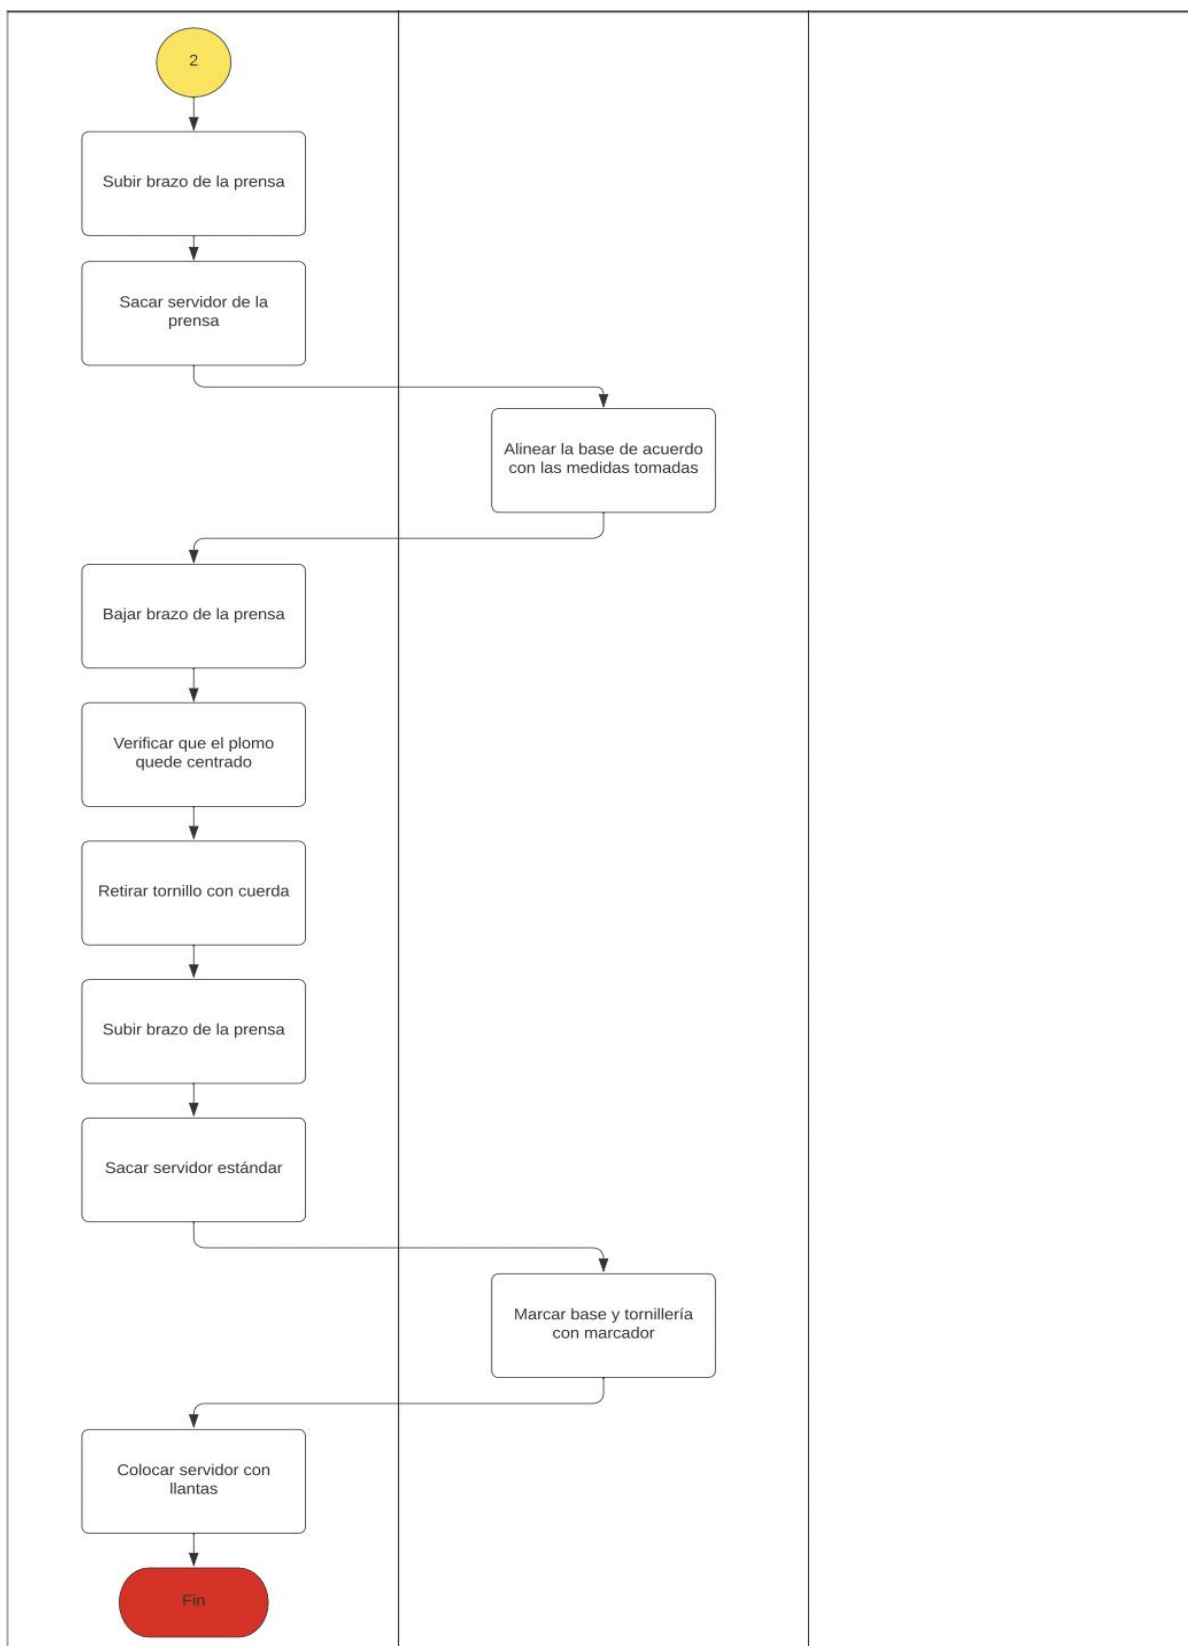 2
Subir brazo de la prensa
Sacar servidor de la
prensa
Alinear la base de acuerdo
con las medidas tomadas
Bajar brazo de la prensa
Verificar que el plomo
quede centrado
Retirar tornillo con cuerda
Subir brazo de la prensa
Sacar servidor estándar
Marcar base y tornillería
con marcador
Colocar servidor con
llantas
Fin